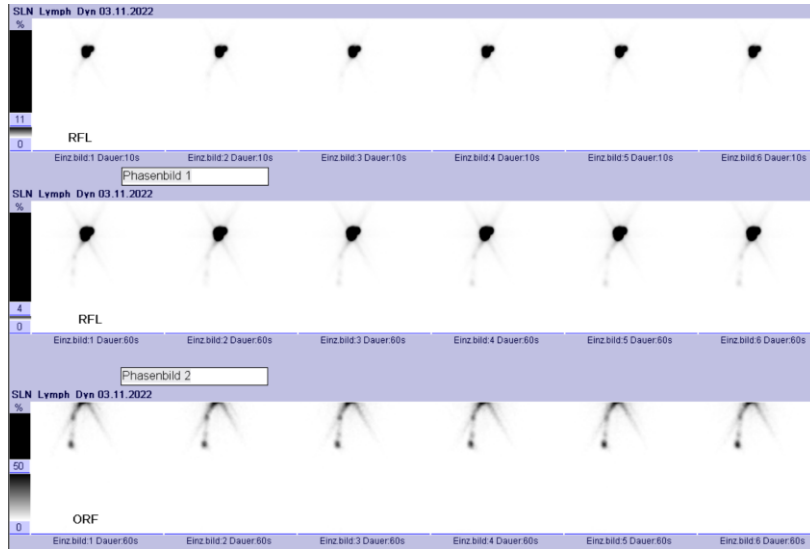 SLN Lymph Dyn 03.11.2022
%
11
0
RFL
Einz.bild:1 Dauer:10s Einz.bild:2 Dauer:10s Einz.bild:3 Dauer:10s Einz.bild:4 Dauer:10s Einz.bild:5 Dauer:10s Einz.bild:6 Dauer:10s
Phasenbild 1
SLN Lymph Dyn 03.11.2022
%
4
0
RFL
Einz.bild:1 Dauer:60s Einz.bild:2 Dauer:60s Einz.bild:3 Dauer:60s Einz.bild:4 Dauer:60s Einz.bild:5 Dauer:60s Einz.bild:6 Dauer:60s
Phasenbild 2
SLN Lymph Dyn 03.11.2022
%
50
0
ORF
Einz.bild:1 Dauer:60s Einz.bild:2 Dauer:60s Einz.bild:3 Dauer:60s Einz.bild:4 Dauer:60s Einz.bild:5 Dauer:60s Einz.bild:6 Dauer:60s